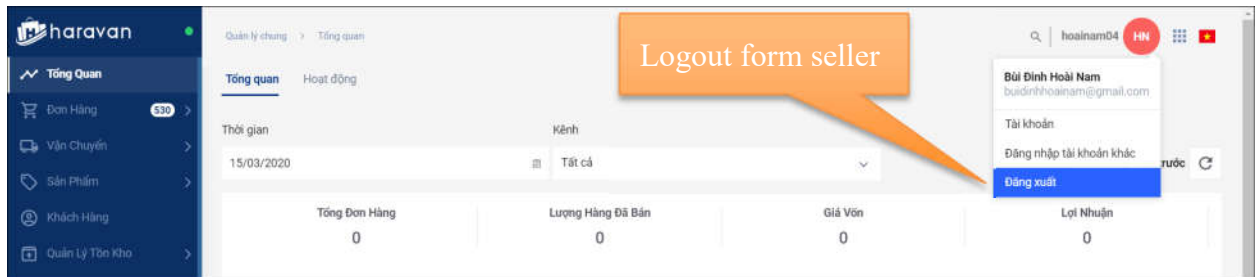 haravan
Tổng Quan
Đơn Hàng 530
Vận Chuyển
Sản Phẩm
Khách Hàng
Quản Lý Tồn Kho
Quản lý chung > Tổng quan
Logout form seller
hoainam04 HN
Tổng quan Hoạt động
Bùi Đình Hoài Nam
buidinhhoainam@gmail.com
Tài khoản
Đăng nhập tài khoản khác
Đăng xuất
Thời gian Kênh
15/03/2020 Tất cả trước
Tổng Đơn Hàng Lượng Hàng Đã Bán Giá Vốn Lợi Nhuận
0 0 0 0